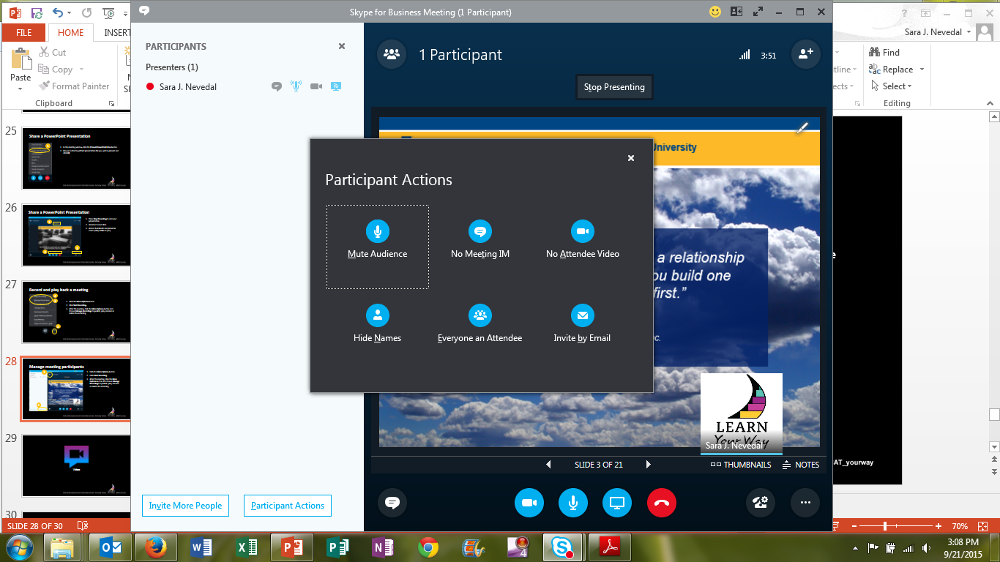 Skype for Business Meeting (1 Participant)
FILE
HOME
INSERT
Sara J. Nevedal
Cut
Copy
Format Painter
Paste
Clipboard
Find
Replace
Select
Editing
PARTICIPANTS
Presenters (1)
Sara J. Nevedal
1 Participant
3:51
Stop Presenting
University
Participant Actions
Mute Audience
No Meeting IM
No Attendee Video
Hide Names
Everyone an Attendee
Invite by Email
a relationship
ou build one
first.”
nc.
LEARN
Your Way
Sara J. Nevedal
SLIDE 3 OF 21
THUMBNAILS
NOTES
Invite More People
Participant Actions
25
Share a PowerPoint Presentation
26
Share a PowerPoint Presentation
27
Record and play back a meeting
28
Manage meeting participants
29
Video
30
AT_yourway
SLIDE 28 OF 30
70%
3:08 PM
9/21/2015